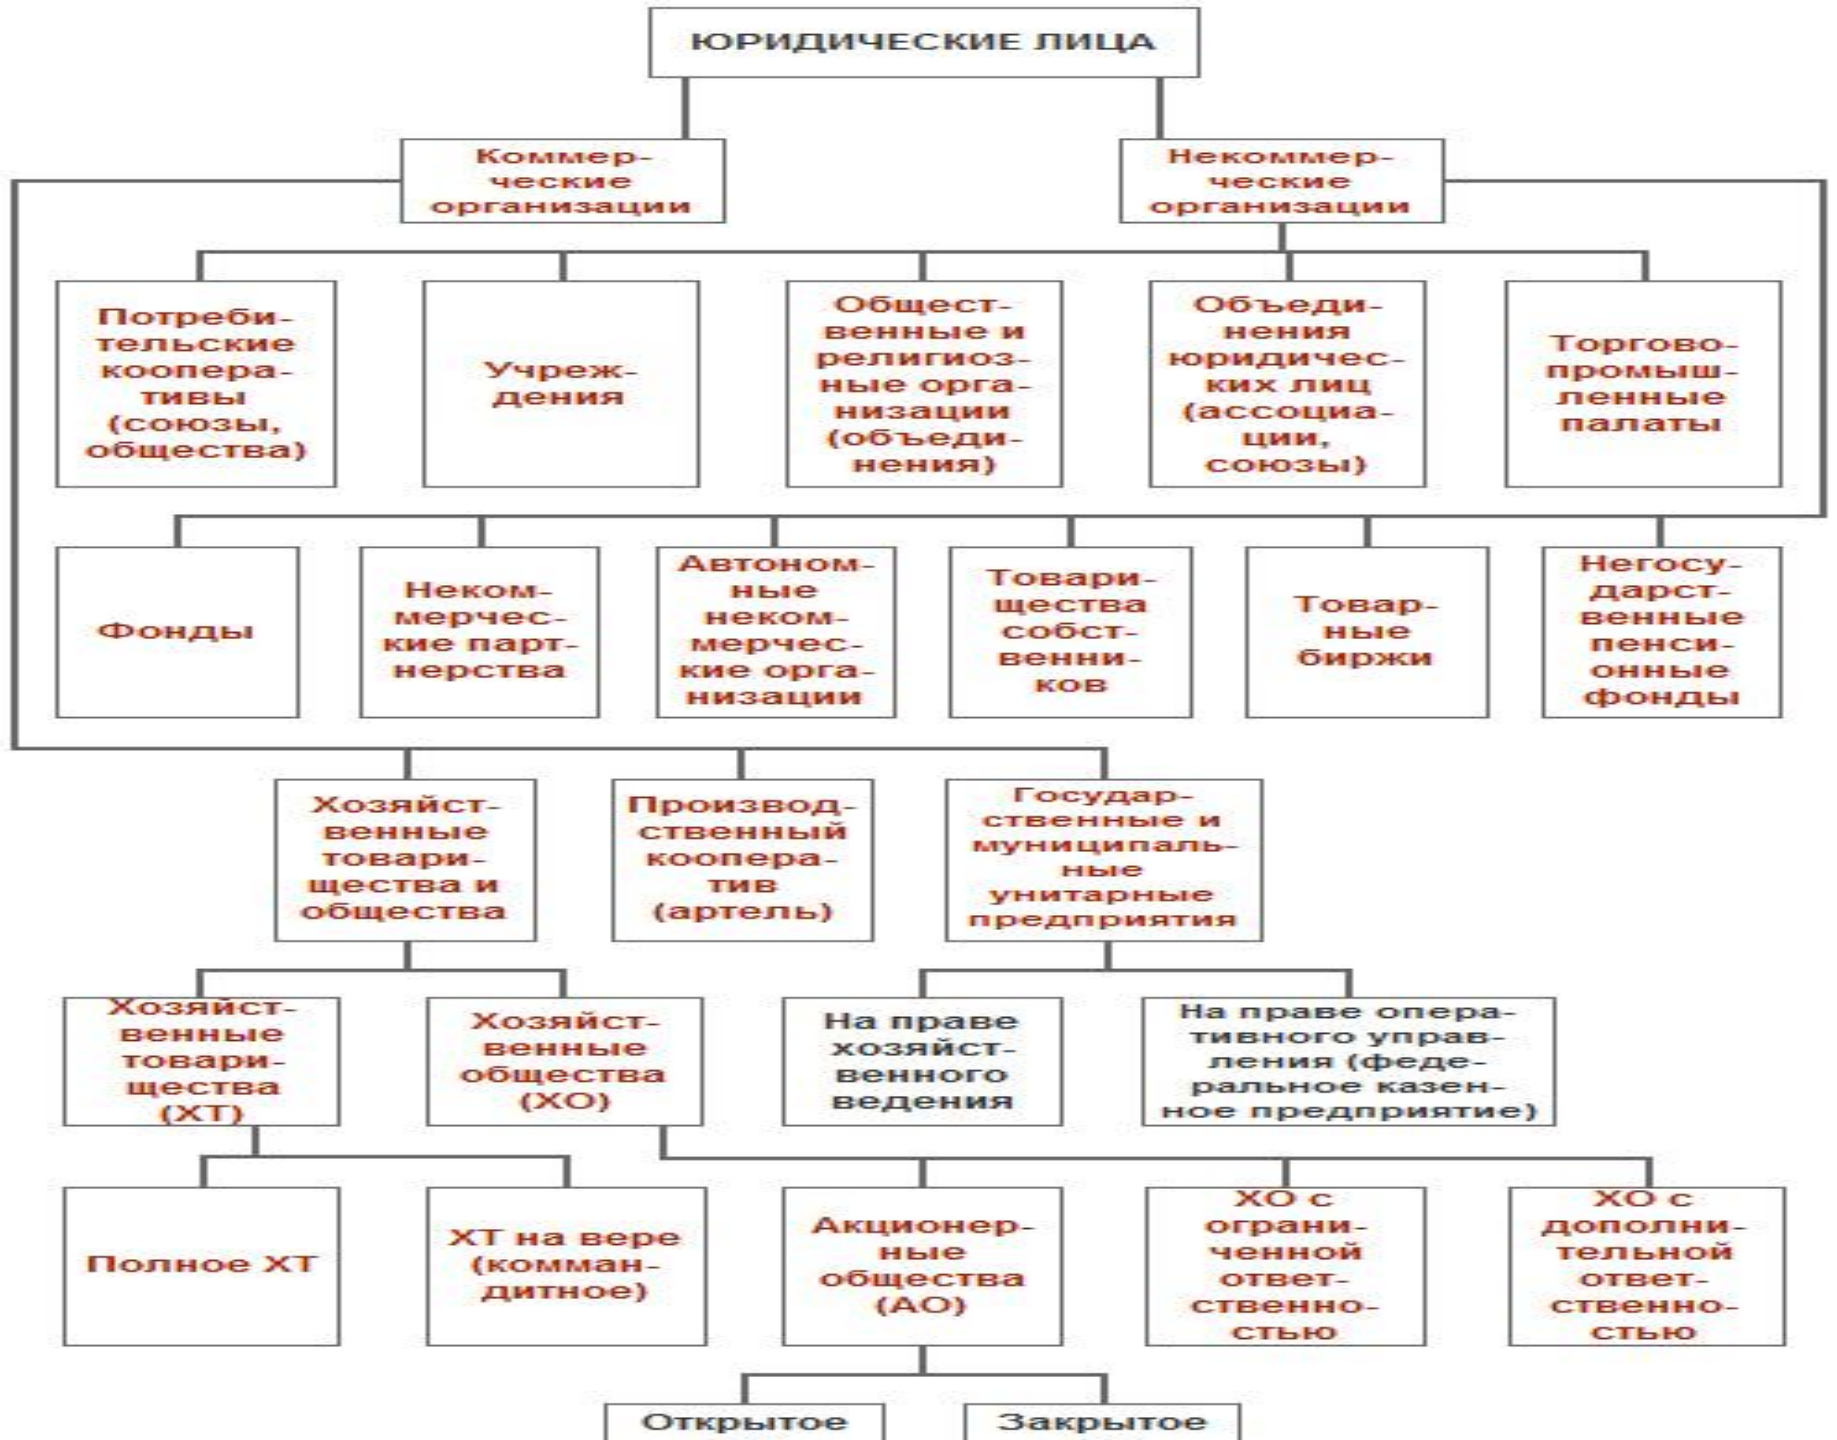 ЮРИДИЧЕСКИЕ ЛИЦА
Коммер-
ческие
организации
Некоммер-
ческие
организации
Потреби-
тельские
коопера-
тивы
(союзы,
общества)
Учреж-
дения
Общест-
венные и
религиоз-
ные орга-
низации
(объеди-
нения)
Объеди-
нения
юридичес-
ких лиц
(ассоциа-
ции,
союзы)
Торгово-
промыш-
ленные
палаты
Фонды
Неком-
мерчес-
кие парт-
нерства
Автоном-
ные
неком-
мерчес-
кие орга-
низации
Товари-
щества
собст-
венни-
ков
Товар-
ные
биржи
Негосу-
дарст-
венные
пенси-
онные
фонды
Хозяйст-
венные
товари-
щества и
общества
Производ-
ственный
коопера-
тив
(артель)
Государ-
ственные и
муниципаль-
ные
унитарные
предприятия
Хозяйст-
венные
товари-
щества
(ХТ)
Хозяйст-
венные
общества
(ХО)
На праве
хозяйст-
венного
ведения
На праве опера-
тивного управ-
ления (феде-
ральное казен-
ное предприятие)
Полное ХТ
ХТ на вере
(комман-
дитное)
Акционер-
ные
общества
(АО)
ХО с
ограни-
ченной
ответ-
ственно-
стью
ХО с
дополни-
тельной
ответ-
ственно-
стью
Открытое
Закрытое